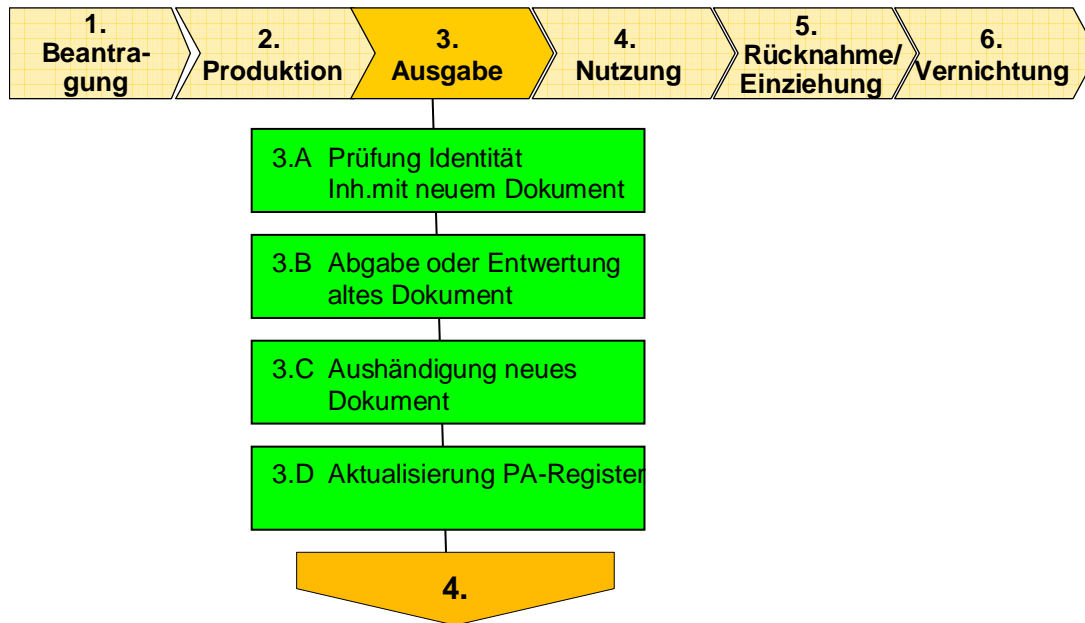 1.
Beantra-
gung
2.
Produktion
3.
Ausgabe
4.
Nutzung
5.
Rücknahme/
Einziehung
6.
Vernichtung
3.A Prüfung Identität
Inh.mit neuem Dokument
3.B Abgabe oder Entwertung
altes Dokument
3.C Aushändigung neues
Dokument
3.D Aktualisierung PA-Register
4.